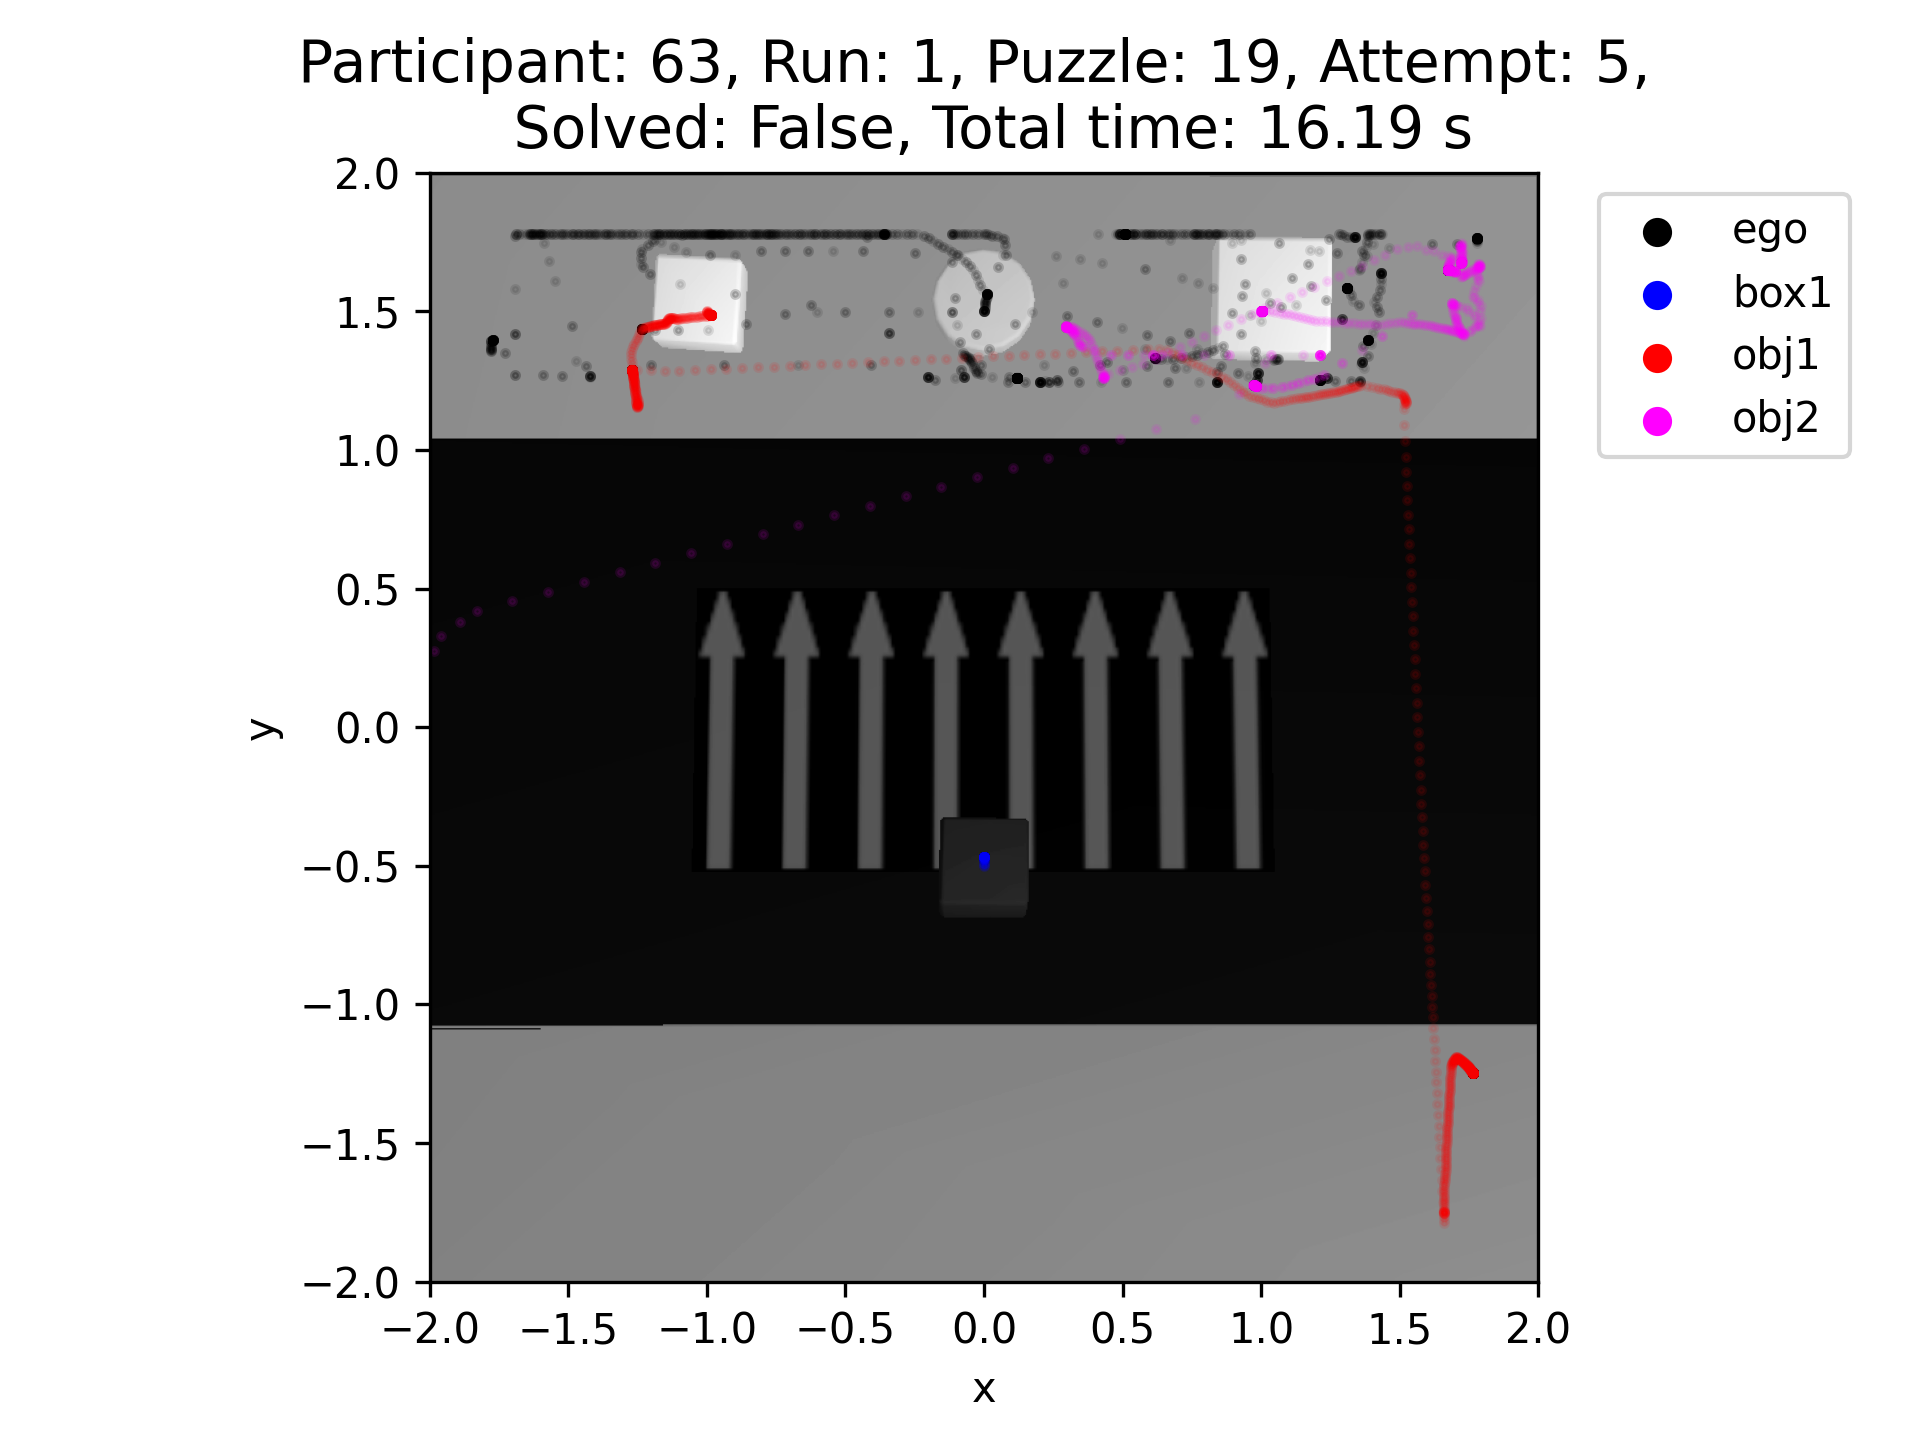 Participant: 63, Run: 1, Puzzle: 19, Attempt: 5,
Solved: False, Total time: 16.19 s
2.0
1.5
1.0
0.5
0.0
−0.5
−1.0
−1.5
−2.0
y
−2.0 −1.5 −1.0 −0.5 0.0 0.5 1.0 1.5 2.0
x
ego
box1
obj1
obj2